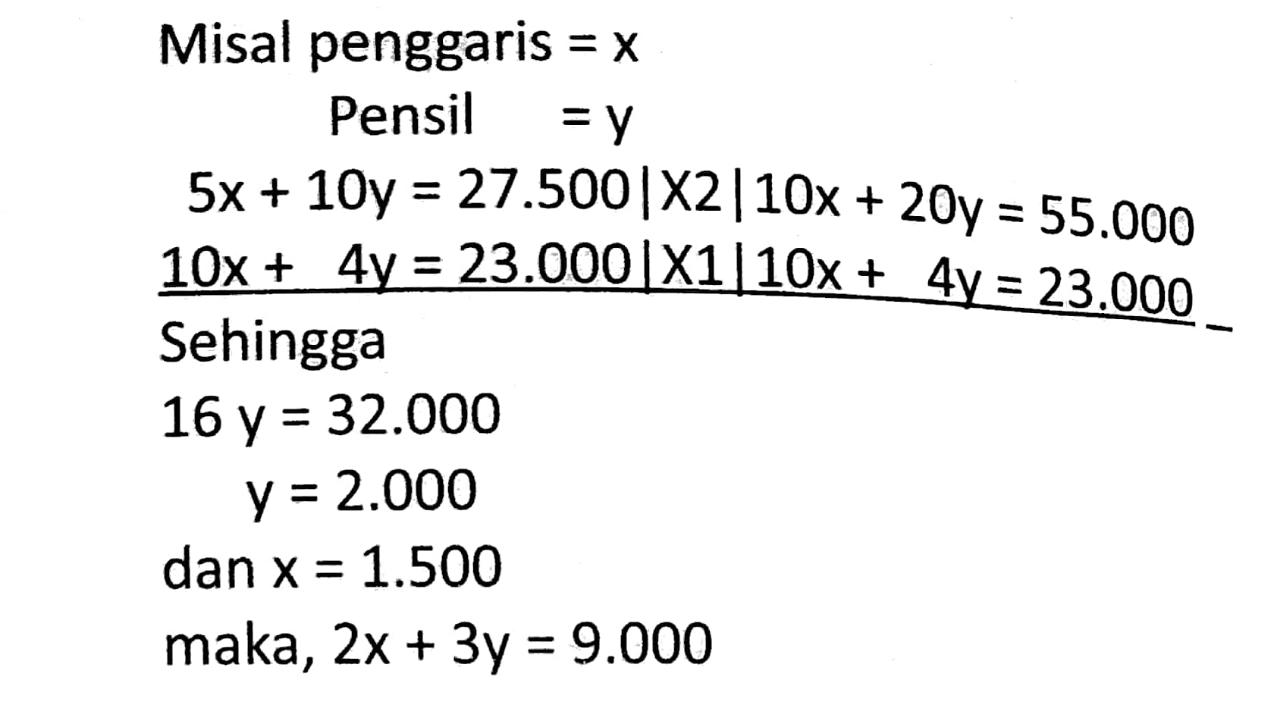 Misal penggaris = x
Pensil = y
5x + 10y = 27.500|X2|10x + 20y = 55.000
10x + 4y = 23.000|X1|10x + 4y = 23.000 –
Sehingga
16 y = 32.000
y = 2.000
dan x = 1.500
maka, 2x + 3y = 9.000